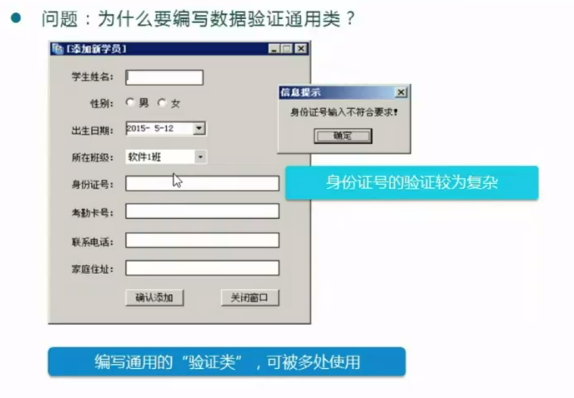 问题：为什么要编写数据验证通用类？
[添加新学员]
学生姓名：
性别： 男 女
出生日期： 2015- 5-12
所在班级： 软件1班
身份证号：
考勤卡号：
联系电话：
家庭住址：
确认添加 关闭窗口
信息提示
身份证号输入不符合要求!
确定
身份证号的验证较为复杂
编写通用的“验证类”，可被多处使用